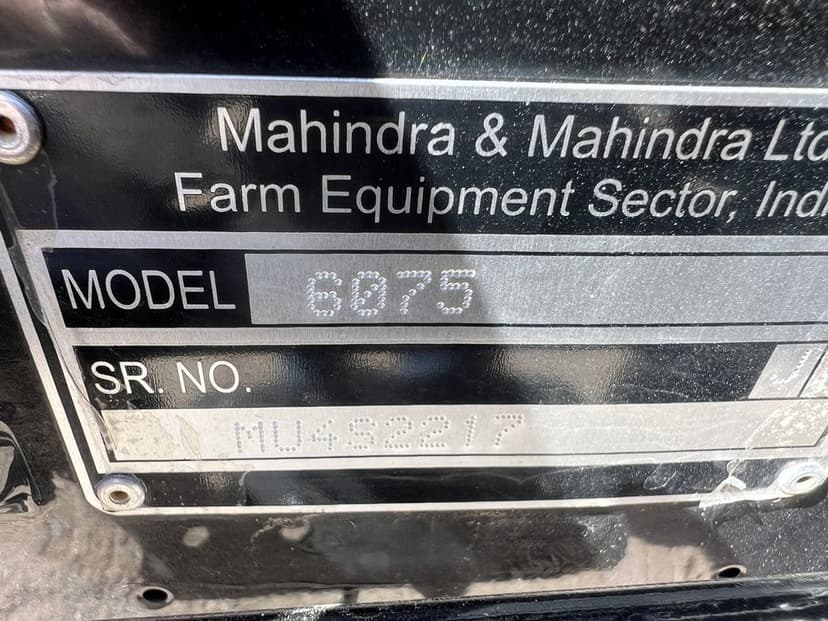 Mahindra & Mahindra Ltd
Farm Equipment Sector, Indi
MODEL 6075
SR. NO.
MU4S2217